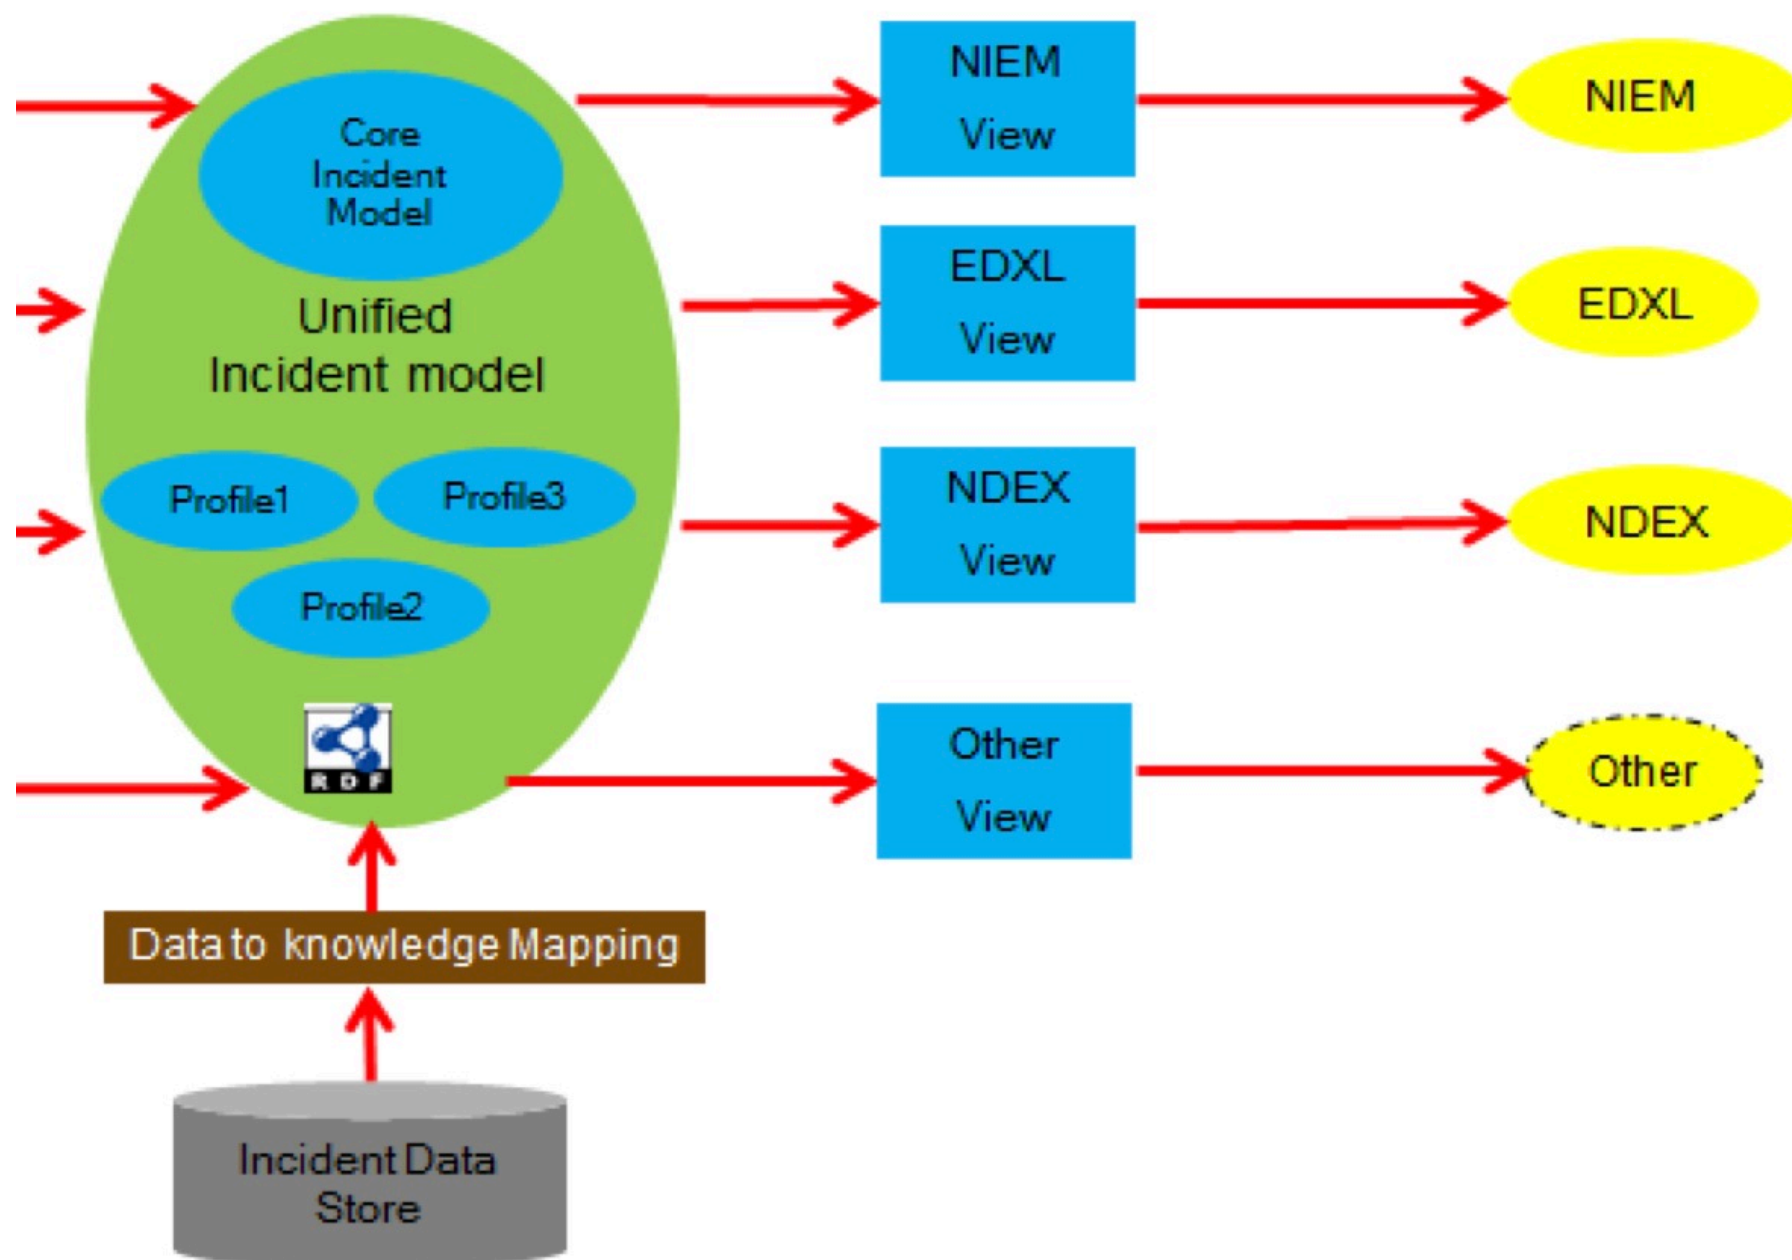 Core
Incident
Model
Unified
Incident model
Profile1
Profile3
Profile2
RDF
Data to knowledge Mapping
Incident Data
Store
NIEM
View
EDXL
View
NDEX
View
Other
View
NIEM
EDXL
NDEX
Other